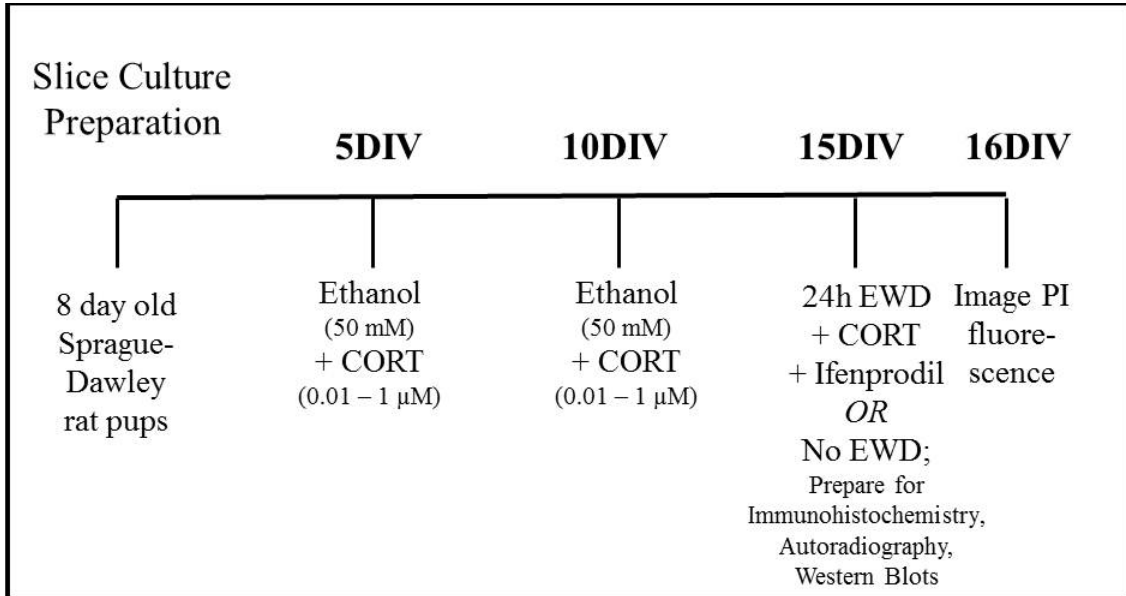 Slice Culture
Preparation
5DIV
10DIV
15DIV
16DIV
8 day old
Sprague-
Dawley
rat pups
Ethanol
(50 mM)
+ CORT
(0.01 – 1 µM)
Ethanol
(50 mM)
+ CORT
(0.01 – 1 µM)
24h EWD
+ CORT
+ Ifenprodil
OR
No EWD;
Prepare for
Immunohistochemistry,
Autoradiography,
Western Blots
Image PI
fluore-
scence